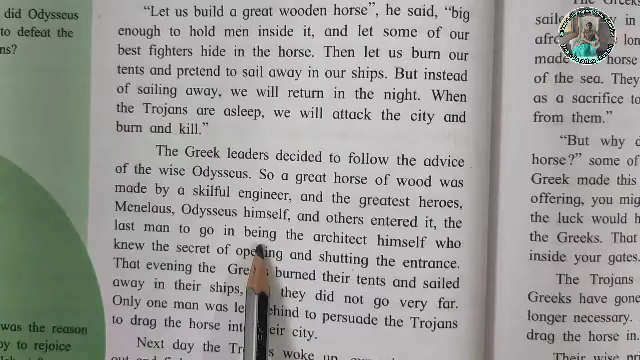 did Odysseus
to defeat the
ns?
was the reason
oy to rejoice
"Let us build a great wooden horse", he said, "big
enough to hold men inside it, and let some of our
best fighters hide in the horse. Then let us burn our
tents and pretend to sail away in our ships. But instead
of sailing away, we will return in the night. When
the Trojans are asleep, we will attack the city and
burn and kill."
The Greek leaders decided to follow the advice
of the wise Odysseus. So a great horse of wood was
made by a skilful engineer, and the greatest heroes,
Menelaus, Odysseus himself, and others entered it, the
last man to go in being the architect himself who
knew the secret of opening and shutting the entrance.
That evening the Greeks burned their tents and sailed
away in their ships, they did not go very far.
Only one man was left behind to persuade the Trojans
to drag the horse into their city.
Next day the woke up
The Greeks
in
made horse
of the sea. They
as a sacrifice to
from them."
"But why
horse?" some of
Greek made this
offering, you
the luck would
the Greeks. That
inside your gates.
The Trojans
Greeks have gone
longer necessary.
drag the horse in
Their wise